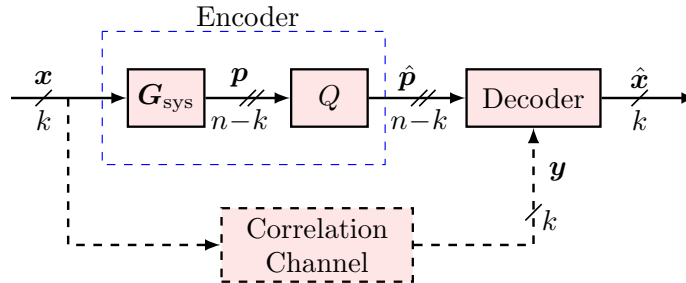 Encoder
x
k
G_sys
p
n−k
Q
p̂
n−k
Decoder
x̂
k
y
k
Correlation
Channel